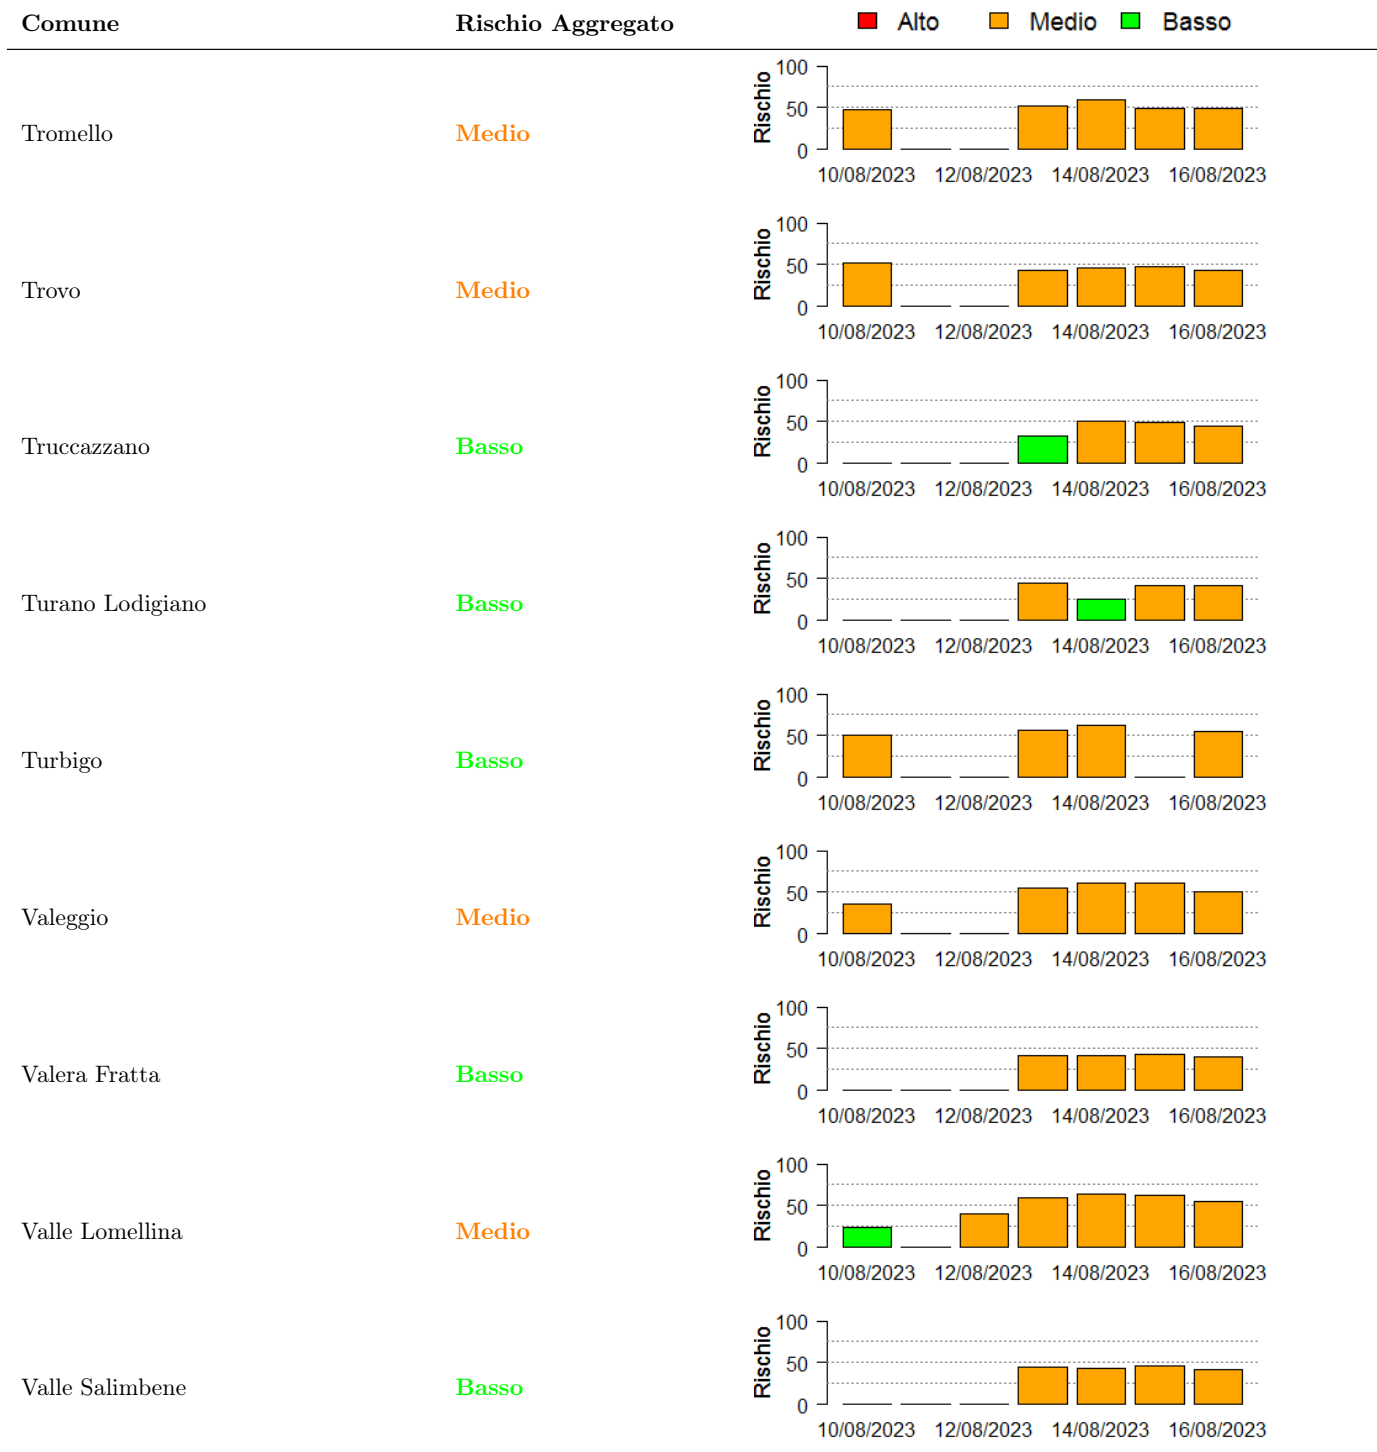 Comune Rischio Aggregato Alto Medio Basso
100
50
0
Rischio
Tromello Medio
10/08/2023 12/08/2023 14/08/2023 16/08/2023
100
50
0
Rischio
Trovo Medio
10/08/2023 12/08/2023 14/08/2023 16/08/2023
100
50
0
Rischio
Truccazzano Basso
10/08/2023 12/08/2023 14/08/2023 16/08/2023
100
50
0
Rischio
Turano Lodigiano Basso
10/08/2023 12/08/2023 14/08/2023 16/08/2023
100
50
0
Rischio
Turbigo Basso
10/08/2023 12/08/2023 14/08/2023 16/08/2023
100
50
0
Rischio
Valeggio Medio
10/08/2023 12/08/2023 14/08/2023 16/08/2023
100
50
0
Rischio
Valera Fratta Basso
10/08/2023 12/08/2023 14/08/2023 16/08/2023
100
50
0
Rischio
Valle Lomellina Medio
10/08/2023 12/08/2023 14/08/2023 16/08/2023
100
50
0
Rischio
Valle Salimbene Basso
10/08/2023 12/08/2023 14/08/2023 16/08/2023